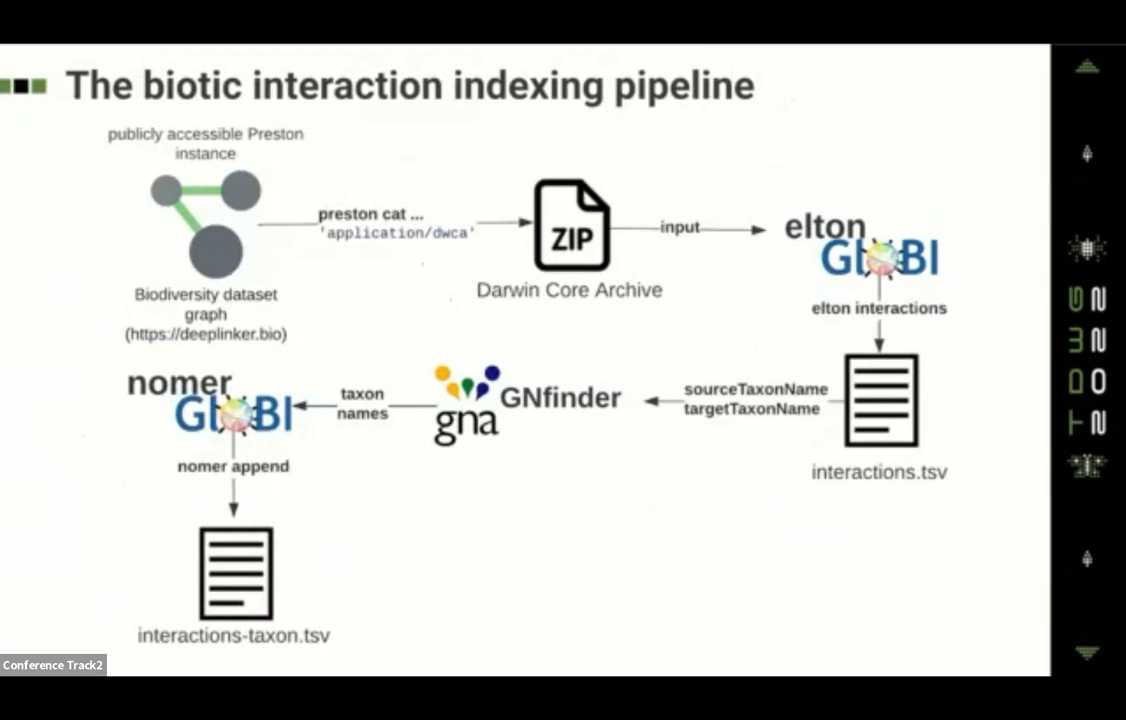 The biotic interaction indexing pipeline
publicly accessible Preston
instance
preston cat ...
'application/dwca'
ZIP
input
elton
GloBI
Biodiversity dataset
graph
(https://deeplinker.bio)
Darwin Core Archive
elton interactions
nomer
GloBI
taxon
names
gna
GNfinder
sourceTaxonName
targetTaxonName
nomer append
interactions.tsv
interactions-taxon.tsv
Conference Track2